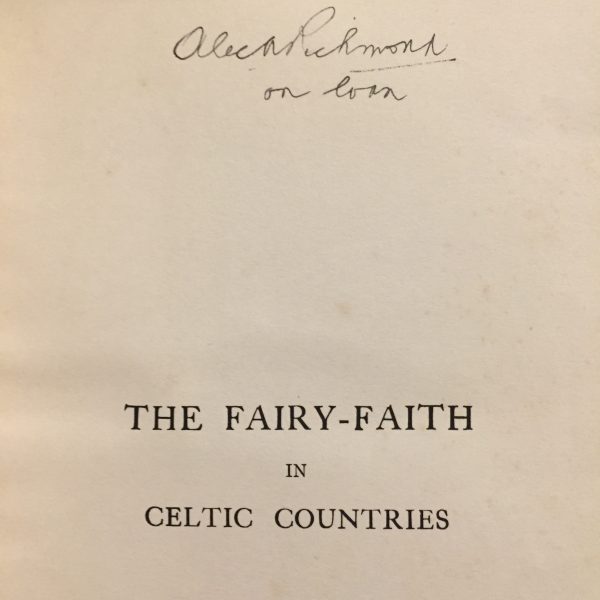 Alec A Richmond
on loan
THE FAIRY-FAITH
IN
CELTIC COUNTRIES